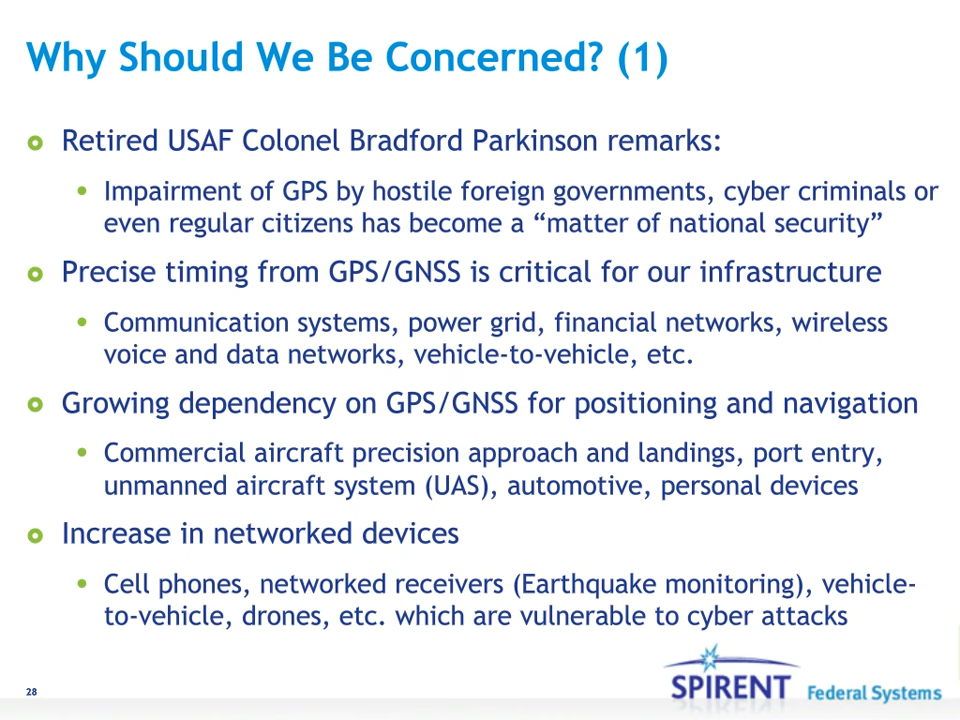 Why Should We Be Concerned? (1)
Retired USAF Colonel Bradford Parkinson remarks:
Impairment of GPS by hostile foreign governments, cyber criminals or
even regular citizens has become a “matter of national security”
Precise timing from GPS/GNSS is critical for our infrastructure
Communication systems, power grid, financial networks, wireless
voice and data networks, vehicle-to-vehicle, etc.
Growing dependency on GPS/GNSS for positioning and navigation
Commercial aircraft precision approach and landings, port entry,
unmanned aircraft system (UAS), automotive, personal devices
Increase in networked devices
Cell phones, networked receivers (Earthquake monitoring), vehicle-
to-vehicle, drones, etc. which are vulnerable to cyber attacks
28
SPIRENT Federal Systems